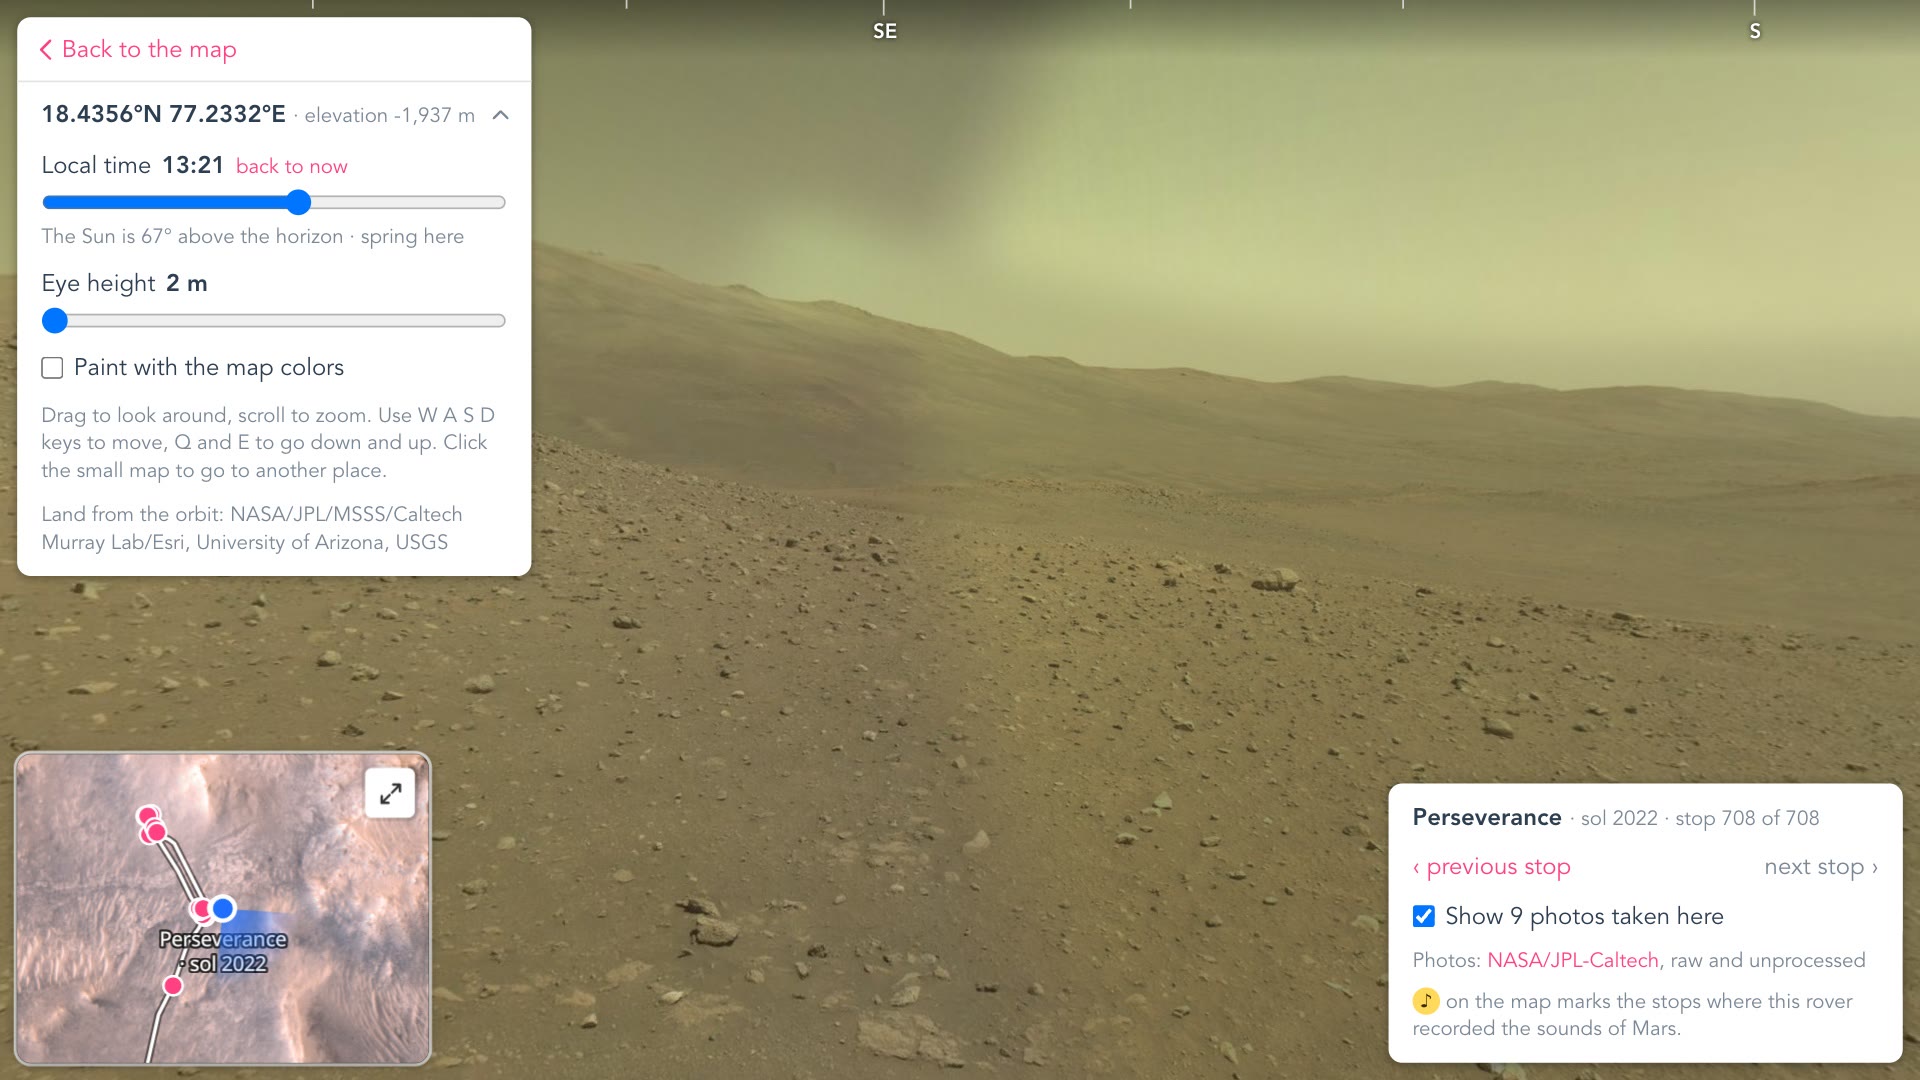 SE
S
Back to the map
18.4356°N 77.2332°E · elevation -1,937 m
Local time 13:21 back to now
The Sun is 67° above the horizon · spring here
Eye height 2 m
Paint with the map colors
Drag to look around, scroll to zoom. Use W A S D
keys to move, Q and E to go down and up. Click
the small map to go to another place.
Land from the orbit: NASA/JPL/MSSS/Caltech
Murray Lab/Esri, University of Arizona, USGS
Perseverance
· sol 2022
Perseverance · sol 2022 · stop 708 of 708
‹ previous stop next stop ›
Show 9 photos taken here
Photos: NASA/JPL-Caltech, raw and unprocessed
♪ on the map marks the stops where this rover
recorded the sounds of Mars.